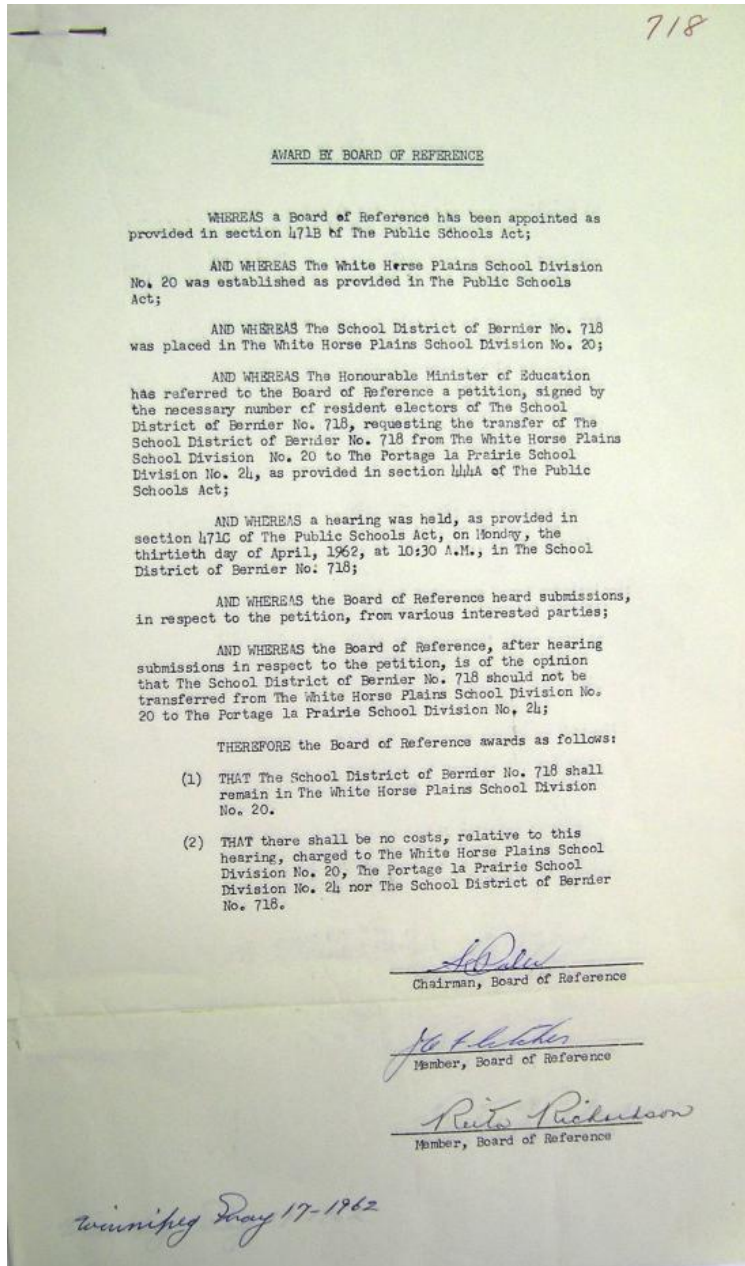 718
AWARD BY BOARD OF REFERENCE
WHEREAS a Board of Reference has been appointed as
provided in section 471B of The Public Schools Act;
AND WHEREAS The White Horse Plains School Division
No. 20 was established as provided in The Public Schools
Act;
AND WHEREAS The School District of Bernier No. 718
was placed in The White Horse Plains School Division No. 20;
AND WHEREAS The Honourable Minister of Education
has referred to the Board of Reference a petition, signed by
the necessary number of resident electors of The School
District of Bernier No. 718, requesting the transfer of The
School District of Bernier No. 718 from The White Horse Plains
School Division No. 20 to The Portage la Prairie School
Division No. 24, as provided in section 444A of The Public
Schools Act;
AND WHEREAS a hearing was held, as provided in
section 471C of The Public Schools Act, on Monday, the
thirtieth day of April, 1962, at 10:30 A.M., in The School
District of Bernier No. 718;
AND WHEREAS the Board of Reference heard submissions,
in respect to the petition, from various interested parties;
AND WHEREAS the Board of Reference, after hearing
submissions in respect to the petition, is of the opinion
that The School District of Bernier No. 718 should not be
transferred from The White Horse Plains School Division No.
20 to The Portage la Prairie School Division No. 24;
THEREFORE the Board of Reference awards as follows:
(1) THAT The School District of Bernier No. 718 shall
remain in The White Horse Plains School Division
No. 20.
(2) THAT there shall be no costs, relative to this
hearing, charged to The White Horse Plains School
Division No. 20, The Portage la Prairie School
Division No. 24 nor The School District of Bernier
No. 718.
Chairman, Board of Reference
Fletcher
Member, Board of Reference
Reita Richardson
Member, Board of Reference
Winnipeg May 17-1962